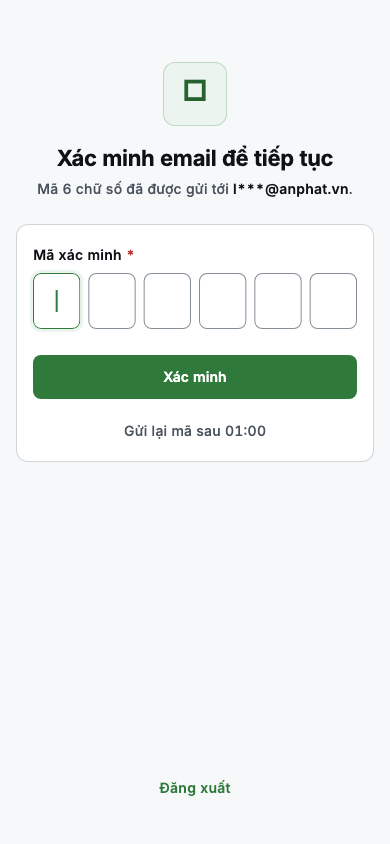 Xác minh email để tiếp tục
Mã 6 chữ số đã được gửi tới l***@anphat.vn.
Mã xác minh *
Xác minh
Gửi lại mã sau 01:00
Đăng xuất